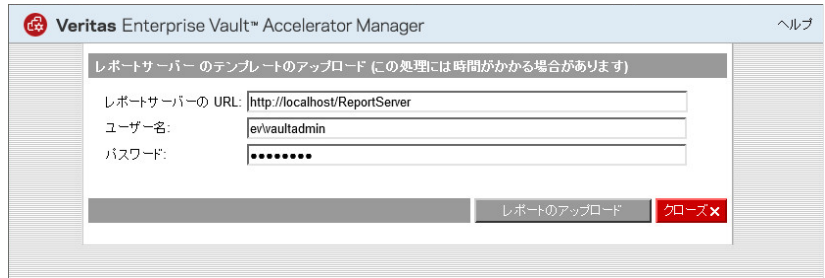 Veritas Enterprise Vault™ Accelerator Manager
ヘルプ
レポートサーバー のテンプレートのアップロード (この処理には時間がかかる場合があります)
レポートサーバーの URL: http://localhost/ReportServer
ユーザー名: ev\vaultadmin
パスワード: ●●●●●●●●
レポートのアップロード クローズ×